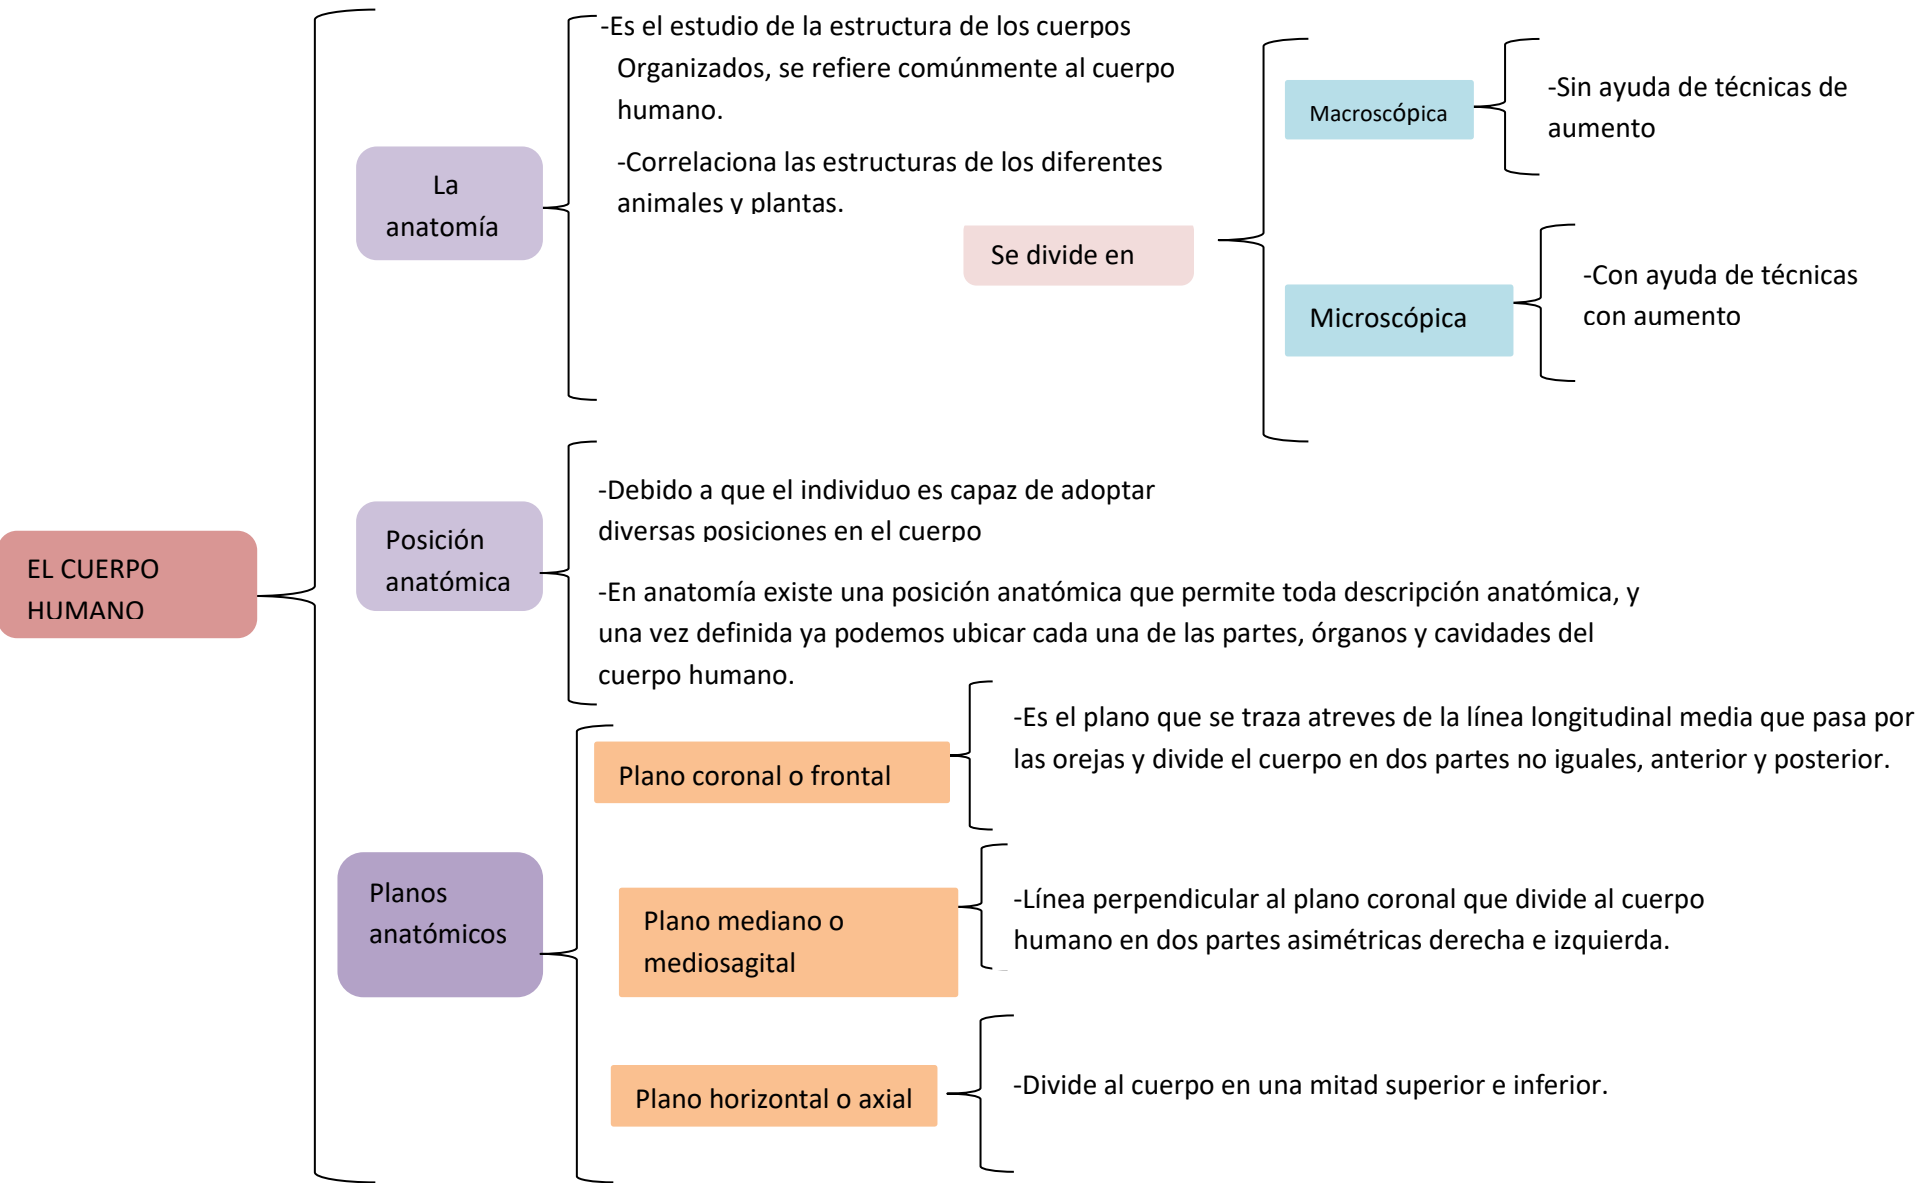 EL CUERPO
HUMANO
La
anatomía
-Es el estudio de la estructura de los cuerpos
Organizados, se refiere comúnmente al cuerpo
humano.
-Correlaciona las estructuras de los diferentes
animales y plantas.
Se divide en
Macroscópica
-Sin ayuda de técnicas de
aumento
Microscópica
-Con ayuda de técnicas
con aumento
Posición
anatómica
-Debido a que el individuo es capaz de adoptar
diversas posiciones en el cuerpo
-En anatomía existe una posición anatómica que permite toda descripción anatómica, y
una vez definida ya podemos ubicar cada una de las partes, órganos y cavidades del
cuerpo humano.
Planos
anatómicos
Plano coronal o frontal
-Es el plano que se traza atreves de la línea longitudinal media que pasa por
las orejas y divide el cuerpo en dos partes no iguales, anterior y posterior.
Plano mediano o
mediosagital
-Línea perpendicular al plano coronal que divide al cuerpo
humano en dos partes asimétricas derecha e izquierda.
Plano horizontal o axial
-Divide al cuerpo en una mitad superior e inferior.